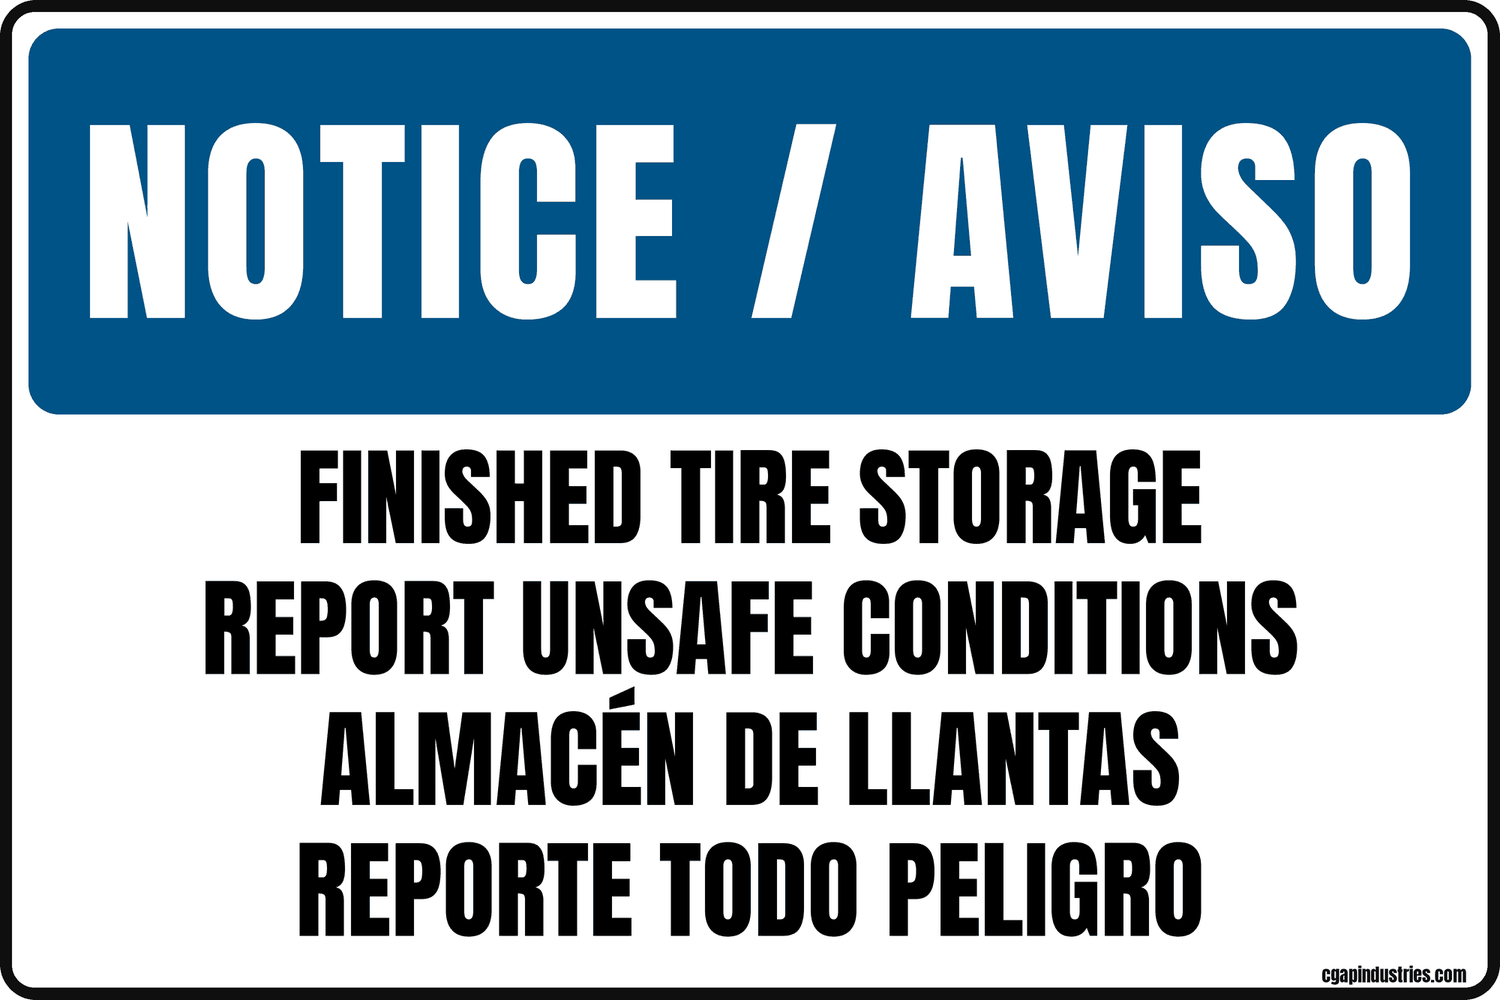 NOTICE / AVISO
FINISHED TIRE STORAGE
REPORT UNSAFE CONDITIONS
ALMACÉN DE LLANTAS
REPORTE TODO PELIGRO
cgapindustries.com